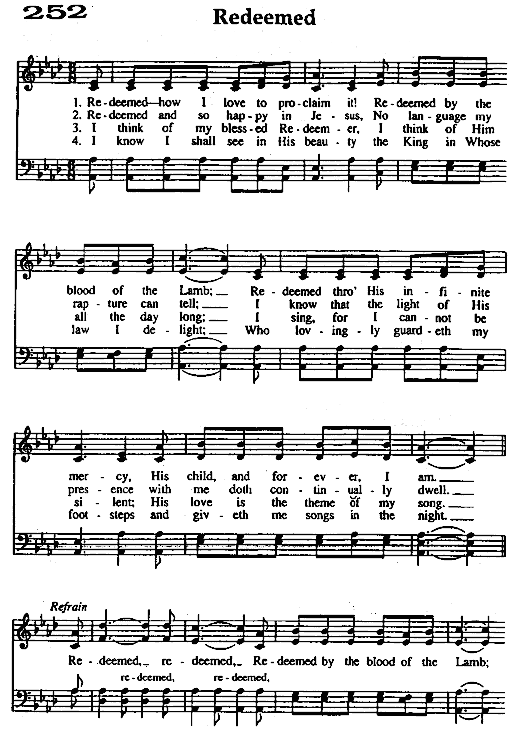 252 Redeemed
1. Re-deemed—how I love to pro-claim it! Re-deemed by the
2. Re-deemed and so hap-py in Je-sus, No lan-guage my
3. I think of my bless-ed Re-deem-er, I think of Him
4. I know I shall see in His beau-ty the King in Whose
blood of the Lamb; Re-deemed thro' His in-fi-nite
rap-ture can tell; I know that the light of His
all the day long; I sing, for I can-not be
law I de-light; Who lov-ing-ly guard-eth my
mer-cy, His child, and for-ev-er, I am.
pres-ence with me doth con-tin-ual-ly dwell.
si-lent; His love is the theme of my song.
foot-steps and giv-eth me songs in the night.
Refrain
Re-deemed, re-deemed, Re-deemed by the blood of the Lamb;
re-deemed, re-deemed,